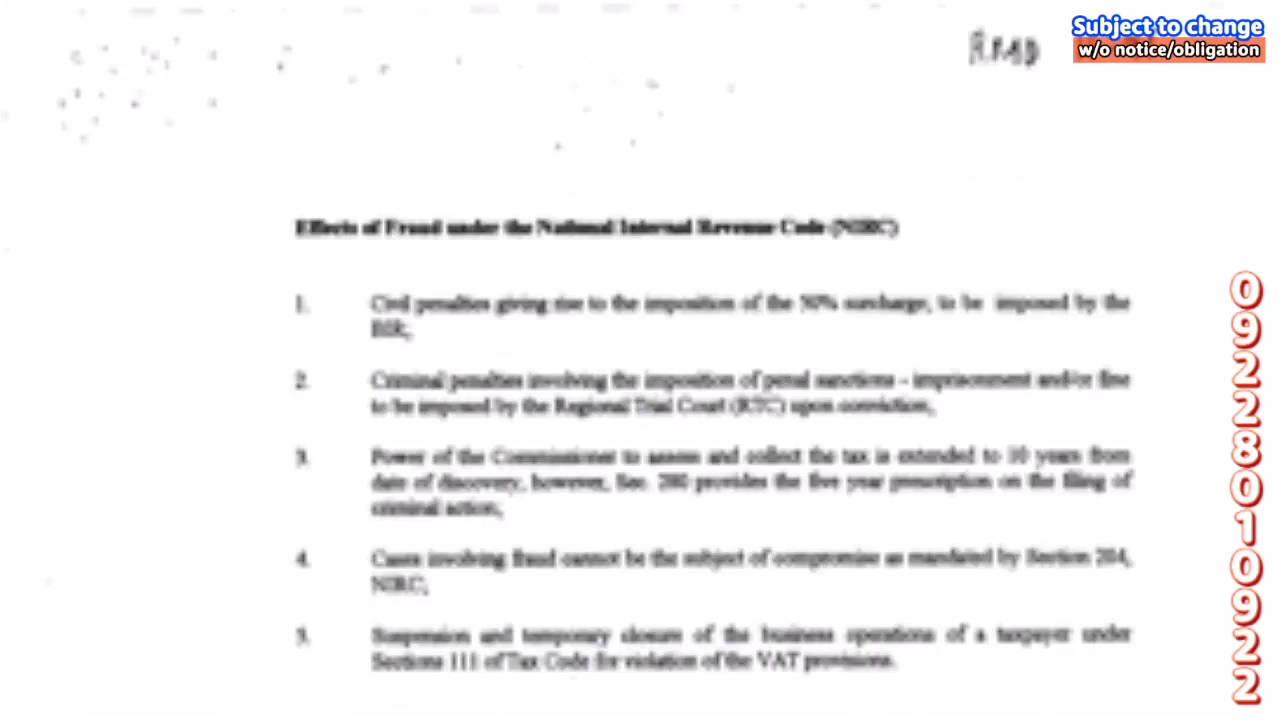 Subject to change
w/o notice/obligation
Effects of Fraud under the National Internal Revenue Code (NIRC)
1. Civil penalties giving rise to the imposition of the 50% surcharge, to be imposed by the
BIR;
2. Criminal penalties involving the imposition of penal sanctions - imprisonment and/or fine
to be imposed by the Regional Trial Court (RTC) upon conviction;
3. Power of the Commissioner to assess and collect the tax is extended to 10 years from
date of discovery, however, Sec. 280 provides the five year prescription on the filing of
criminal action;
4. Cases involving fraud cannot be the subject of compromise as mandated by Section 204,
NIRC;
5. Suspension and temporary closure of the business operations of a taxpayer under
Sections 111 of Tax Code for violation of the VAT provisions.
09228010922